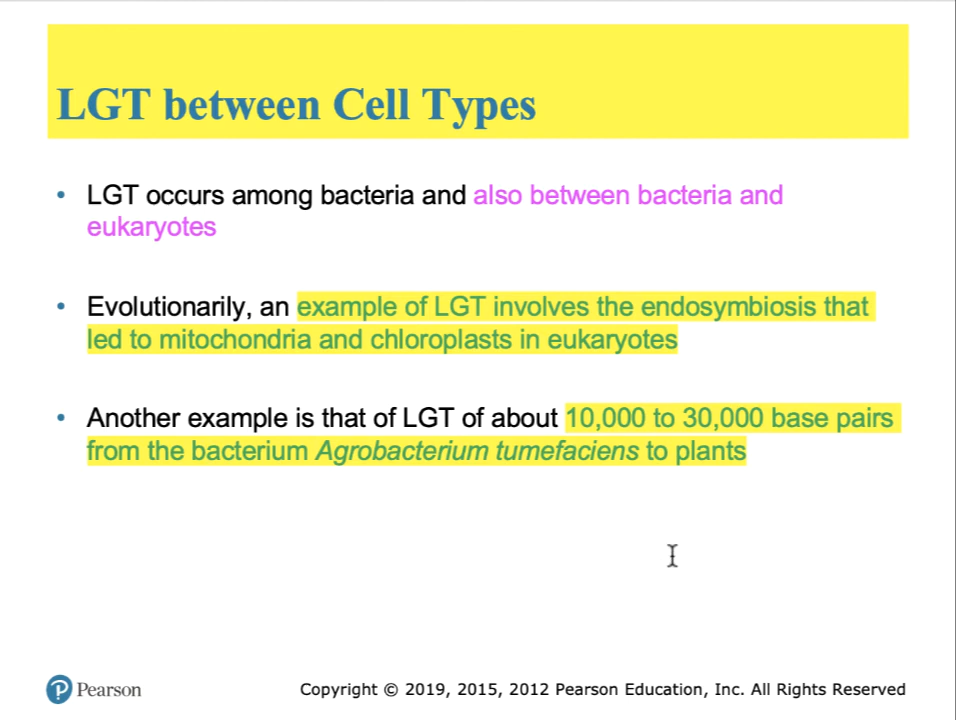 LGT between Cell Types
• LGT occurs among bacteria and also between bacteria and
eukaryotes
• Evolutionarily, an example of LGT involves the endosymbiosis that
led to mitochondria and chloroplasts in eukaryotes
• Another example is that of LGT of about 10,000 to 30,000 base pairs
from the bacterium Agrobacterium tumefaciens to plants
P Pearson
Copyright © 2019, 2015, 2012 Pearson Education, Inc. All Rights Reserved